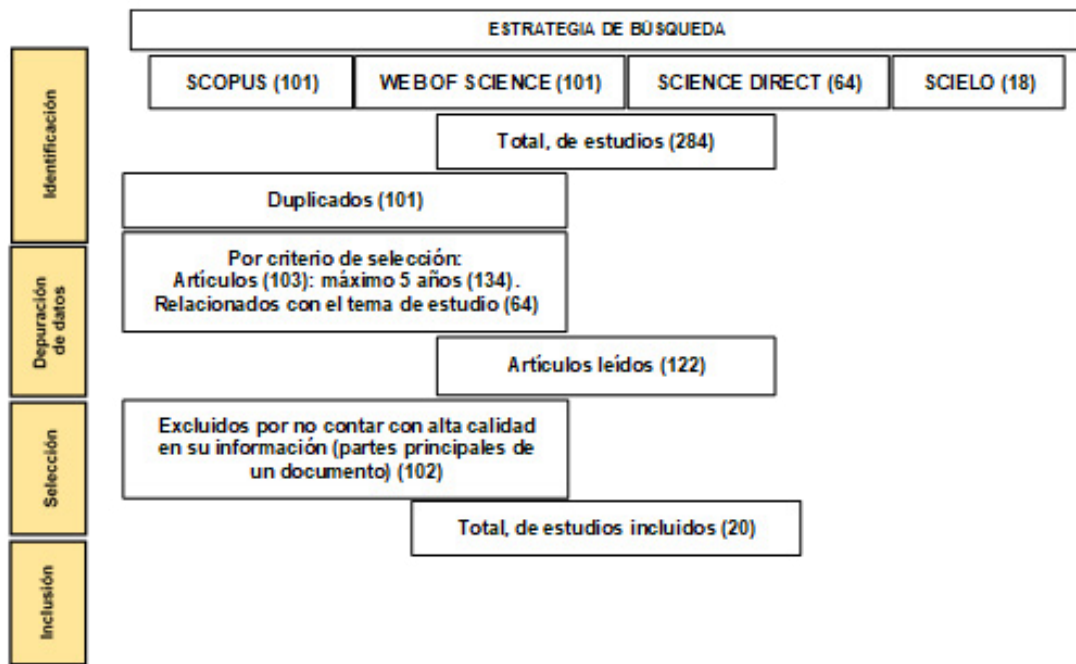 ESTRATEGIA DE BÚSQUEDA
Identificación
SCOPUS (101)
WEB OF SCIENCE (101)
SCIENCE DIRECT (64)
SCIELO (18)
Total, de estudios (284)
Duplicados (101)
Depuración
de datos
Por criterio de selección:
Artículos (103): máximo 5 años (134).
Relacionados con el tema de estudio (64)
Artículos leídos (122)
Selección
Excluidos por no contar con alta calidad
en su información (partes principales de
un documento) (102)
Total, de estudios incluidos (20)
Inclusión